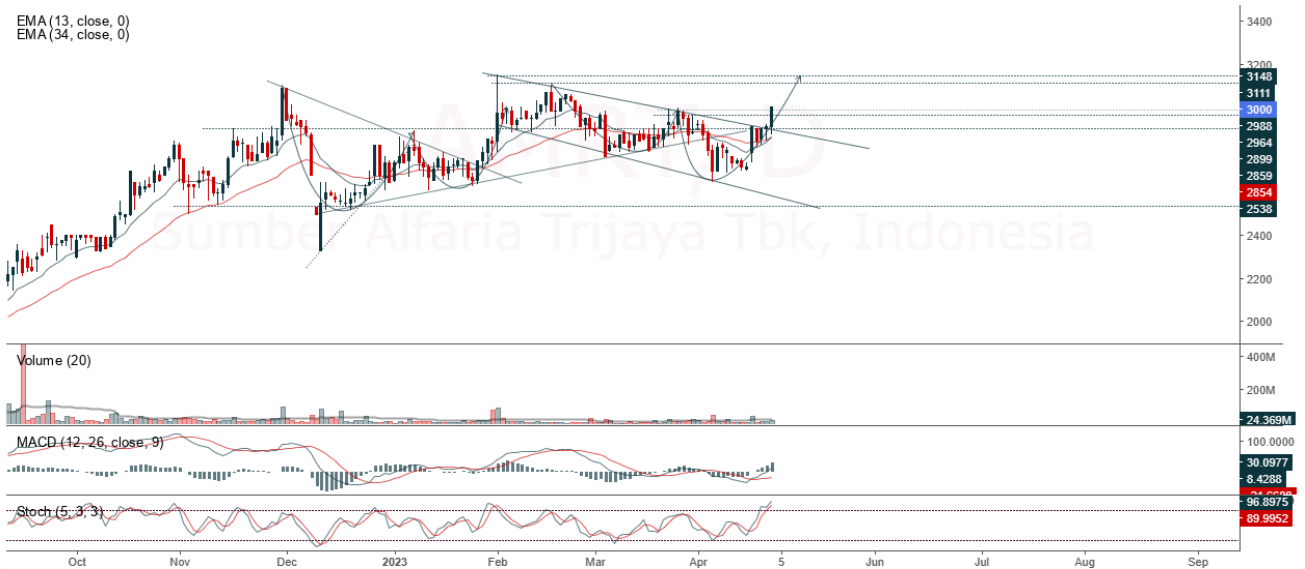 EMA (13, close, 0)
EMA (34, close, 0)
3400
3200
3148
3111
3000
2988
2964
2899
2859
2854
2538
2400
2200
2000
Sumber Alfaria Trijaya Tbk, Indonesia
Volume (20)
400M
200M
24.369M
MACD (12, 26, close, 9)
100.0000
30.0977
8.4288
Stoch (5, 3, 3)
96.8975
89.9952
Oct Nov Dec 2023 Feb Mar Apr 5 Jun Jul Aug Sep